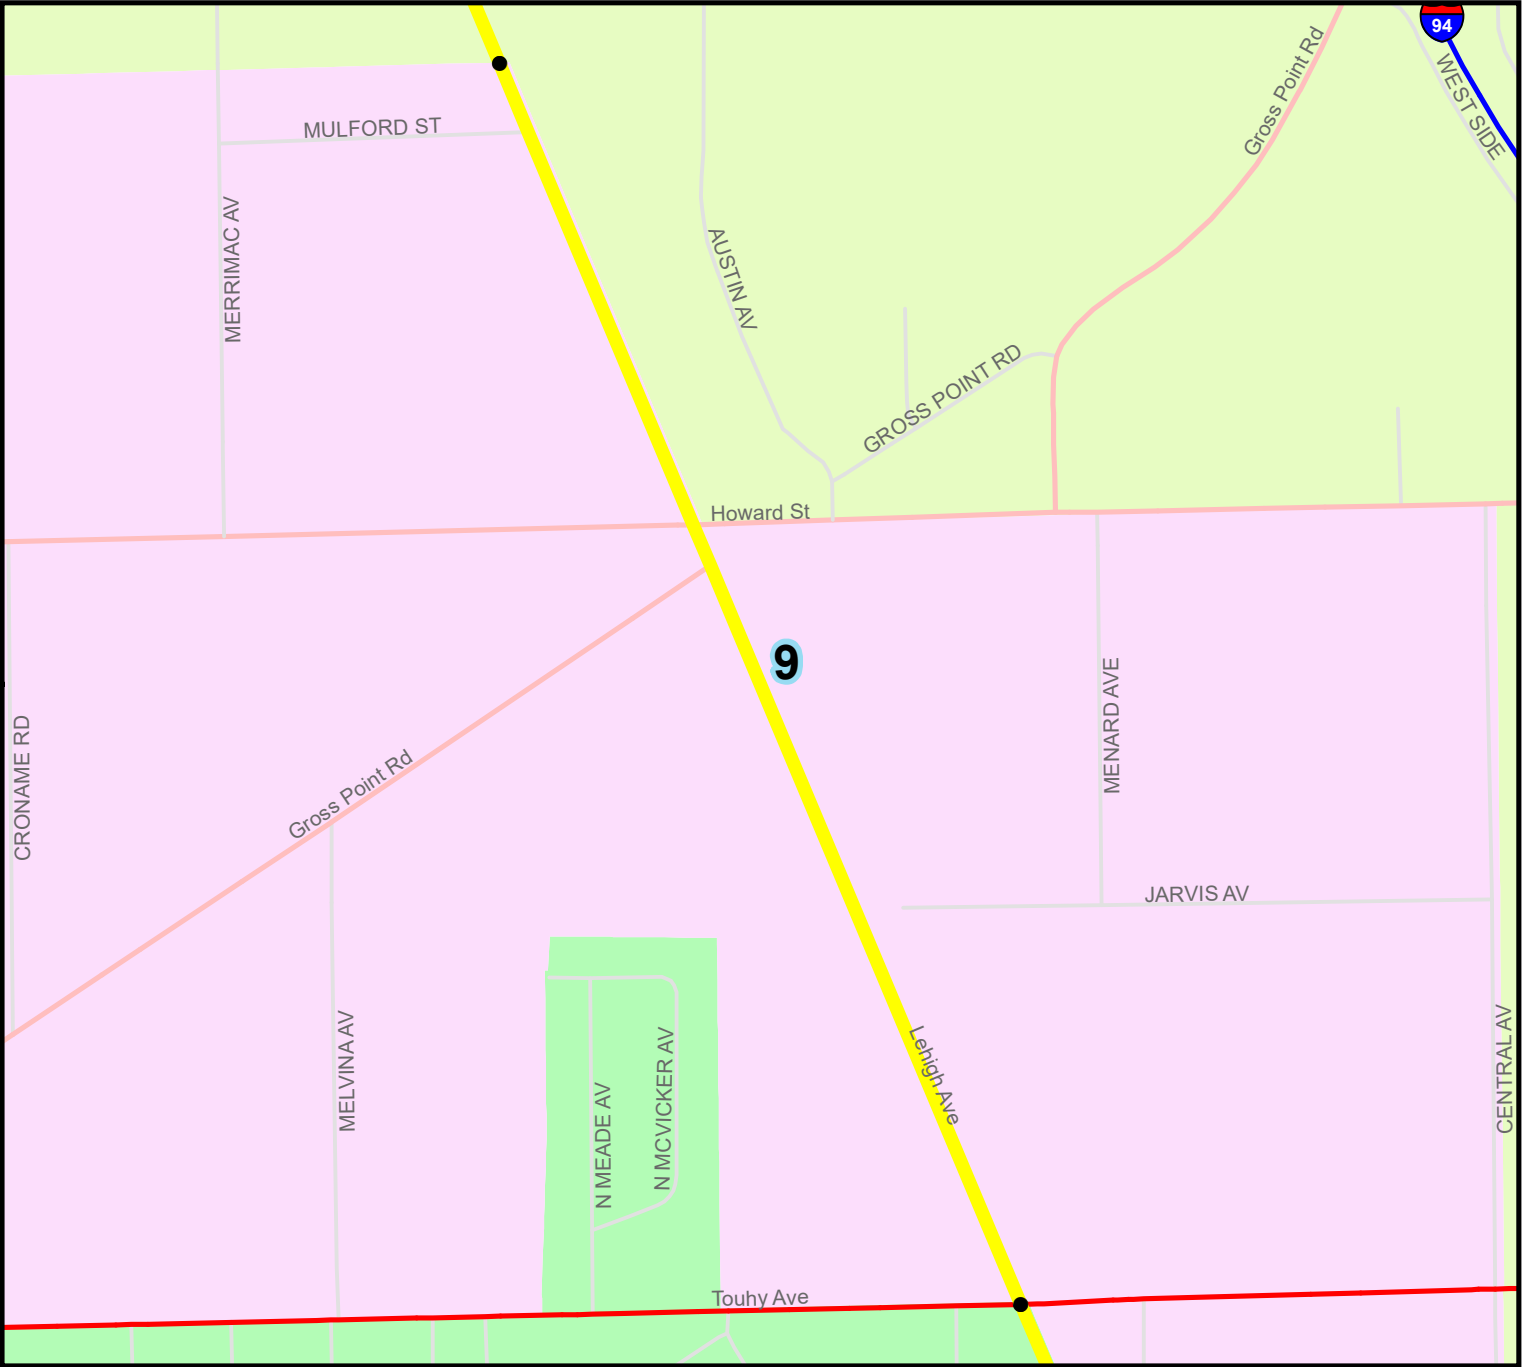 94
WEST SIDE
Gross Point Rd
MULFORD ST
MERRIMAC AV
AUSTIN AV
GROSS POINT RD
Howard St
9
MENARD AVE
CRONAME RD
Gross Point Rd
JARVIS AV
MELVINA AV
N MEADE AV
N MCVICKER AV
Lehigh Ave
CENTRAL AV
Touhy Ave